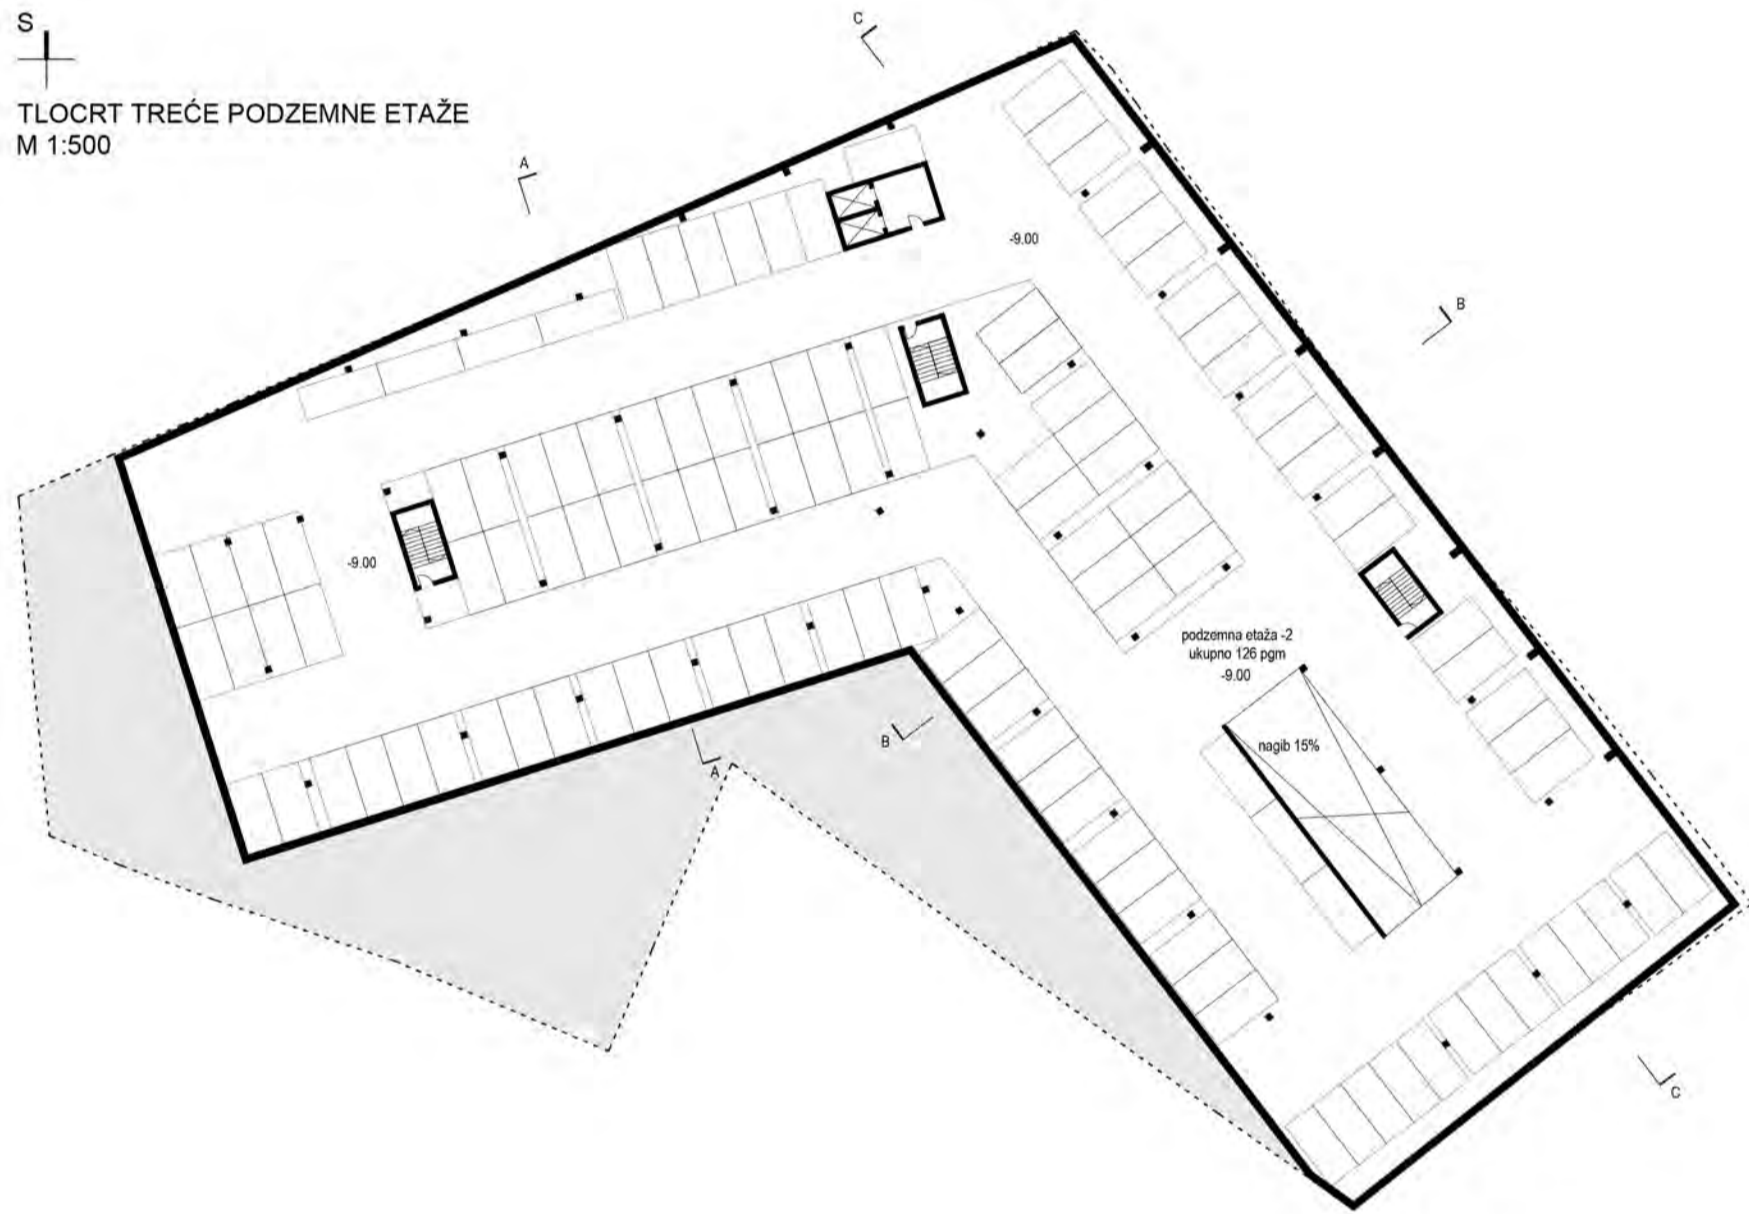 S
TLOCRT TREĆE PODZEMNE ETAŽE
M 1:500
C
A
-9.00
B
-9.00
podzemna etaža -2
ukupno 126 pgm
-9.00
nagib 15%
B
A
C